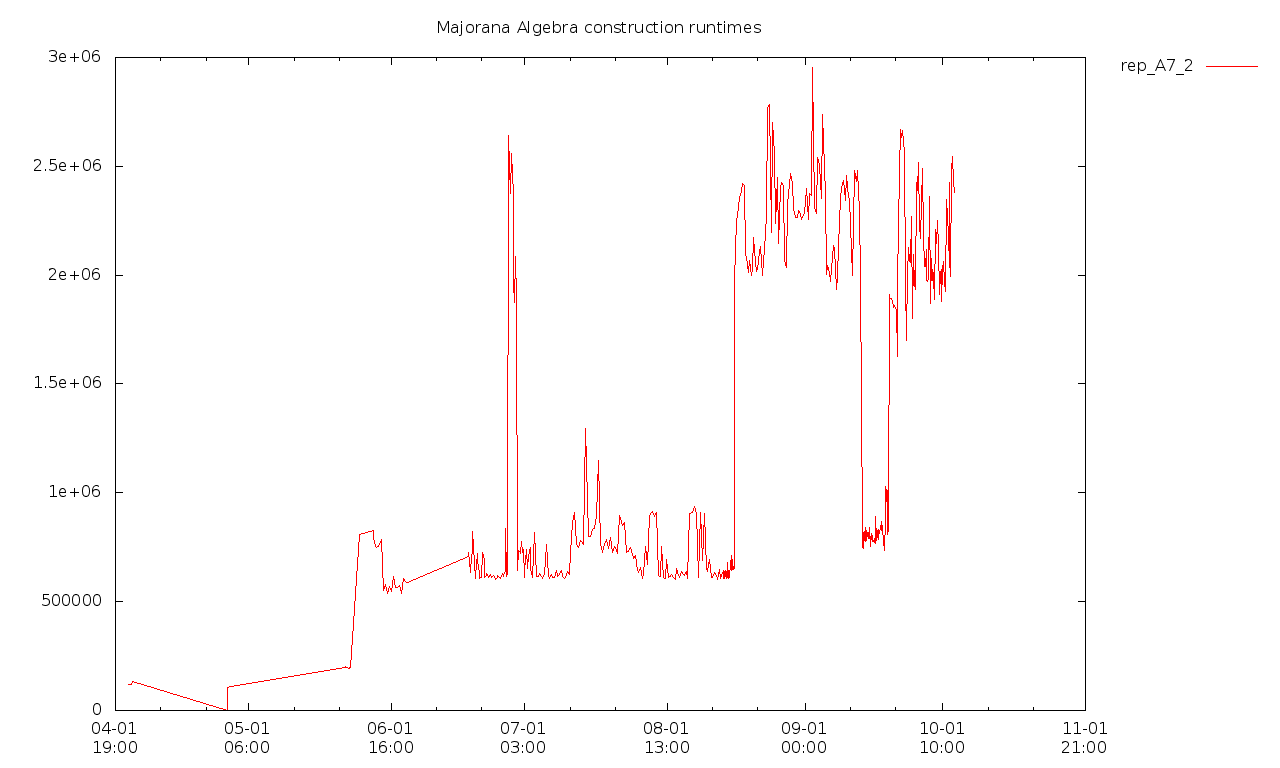 Majorana Algebra construction runtimes
rep_A7_2
3e+06
2.5e+06
2e+06
1.5e+06
1e+06
500000
0
04-01 05-01 06-01 07-01 08-01 09-01 10-01 11-01
19:00 06:00 16:00 03:00 13:00 00:00 10:00 21:00